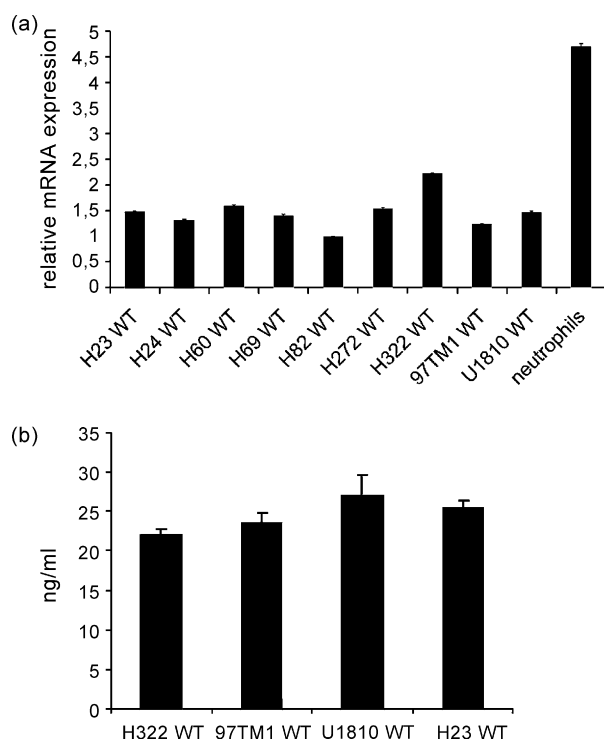 (a)
relative mRNA expression
5
4,5
4
3,5
3
2,5
2
1,5
1
0,5
0
H23 WT
H24 WT
H60 WT
H69 WT
H82 WT
H272 WT
H322 WT
97TM1 WT
U1810 WT
neutrophils
(b)
ng/ml
35
30
25
20
15
10
5
0
H322 WT
97TM1 WT
U1810 WT
H23 WT